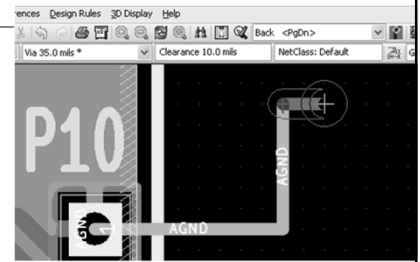 rences Design Rules 3D Display Help
Back <PgDn>
Via 35.0 mils * Clearance 10.0 mils NetClass: Default G
P10
AGND
AGND
AGND
1